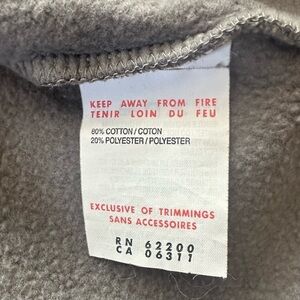 KEEP AWAY FROM FIRE
TENIR LOIN DU FEU
80% COTTON / COTON
20% POLYESTER / POLYESTER
EXCLUSIVE OF TRIMMINGS
SANS ACCESSOIRES
RN 62200
CA 06311